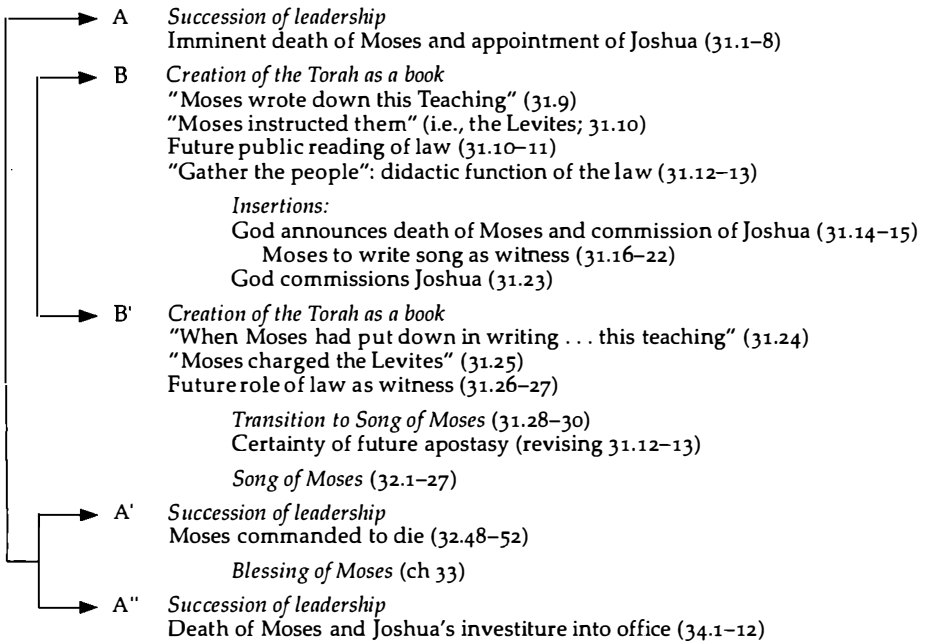 A Succession of leadership
Imminent death of Moses and appointment of Joshua (31.1–8)
B Creation of the Torah as a book
"Moses wrote down this Teaching" (31.9)
"Moses instructed them" (i.e., the Levites; 31.10)
Future public reading of law (31.10–11)
"Gather the people": didactic function of the law (31.12–13)
Insertions:
God announces death of Moses and commission of Joshua (31.14–15)
Moses to write song as witness (31.16–22)
God commissions Joshua (31.23)
B' Creation of the Torah as a book
"When Moses had put down in writing . . . this teaching" (31.24)
"Moses charged the Levites" (31.25)
Future role of law as witness (31.26–27)
Transition to Song of Moses (31.28–30)
Certainty of future apostasy (revising 31.12–13)
Song of Moses (32.1–27)
A' Succession of leadership
Moses commanded to die (32.48–52)
Blessing of Moses (ch 33)
A'' Succession of leadership
Death of Moses and Joshua's investiture into office (34.1–12)